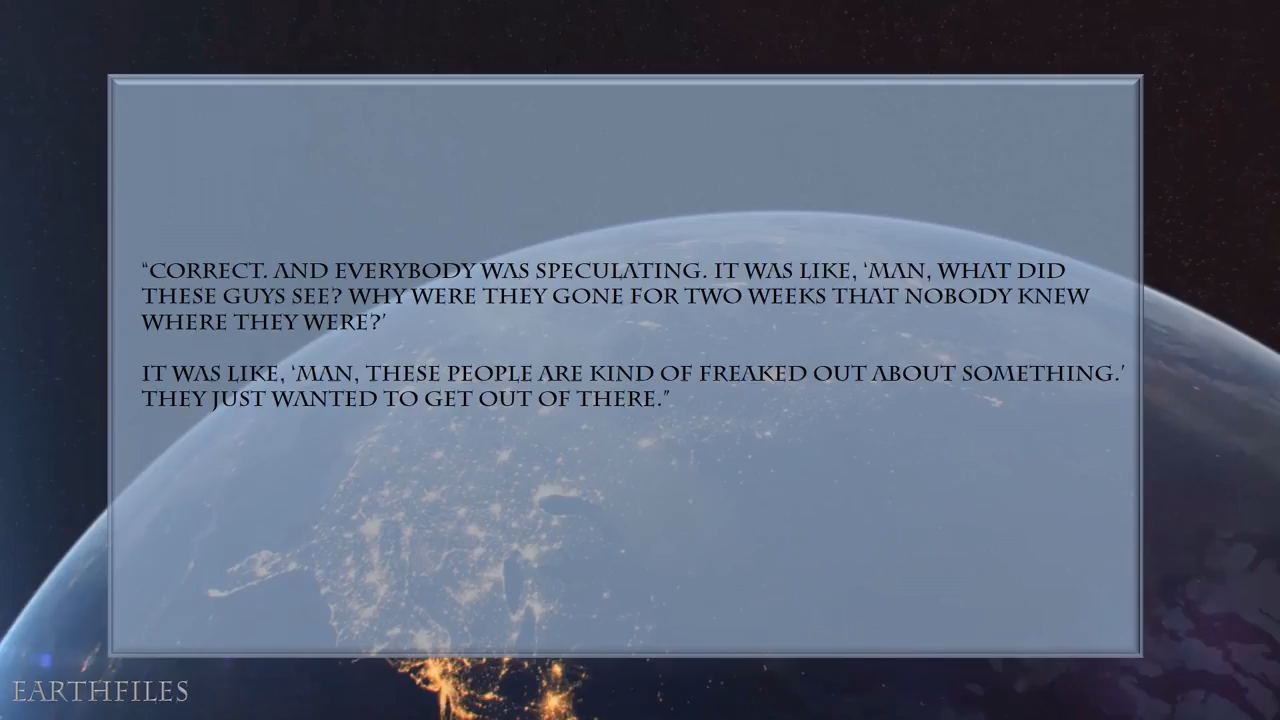 “CORRECT. AND EVERYBODY WAS SPECULATING. IT WAS LIKE, ‘MAN, WHAT DID
THESE GUYS SEE? WHY WERE THEY GONE FOR TWO WEEKS THAT NOBODY KNEW
WHERE THEY WERE?’
IT WAS LIKE, ‘MAN, THESE PEOPLE ARE KIND OF FREAKED OUT ABOUT SOMETHING.’
THEY JUST WANTED TO GET OUT OF THERE.”
EARTHFILES